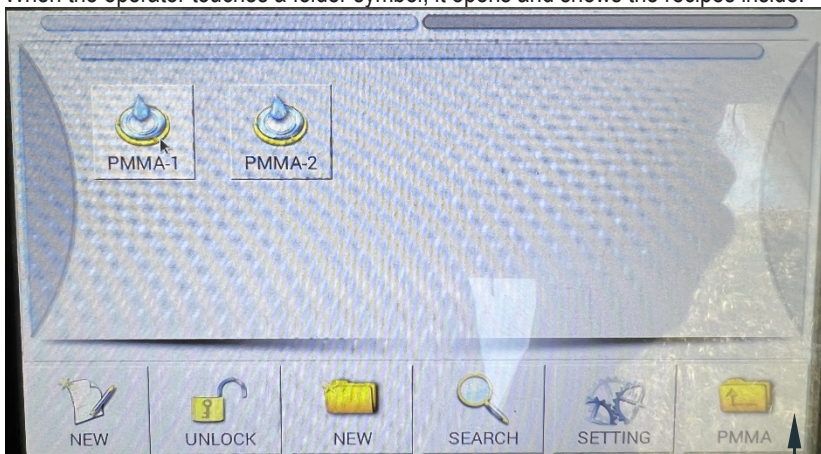 When the operator touches a folder symbol, it opens and shows the recipes inside.
PMMA-1 PMMA-2
NEW UNLOCK NEW SEARCH SETTING PMMA